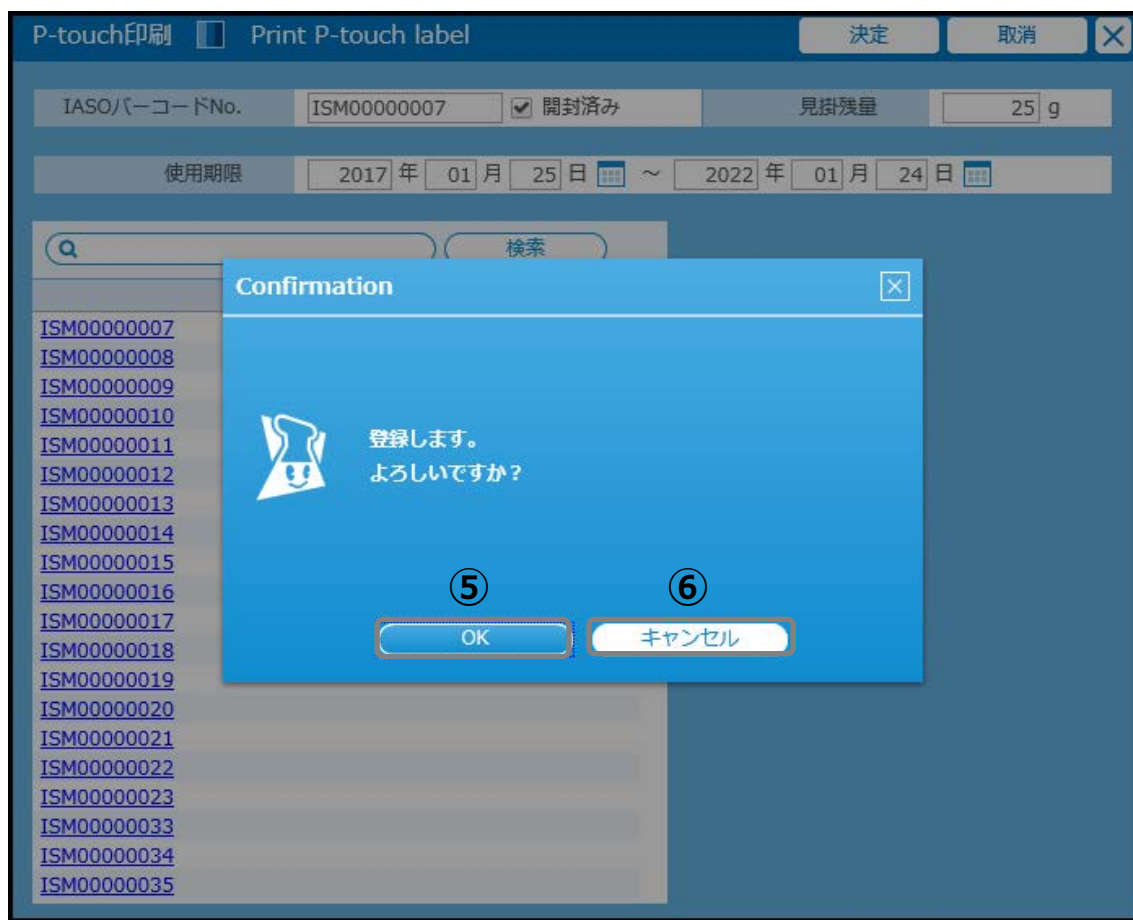 P-touch印刷 Print P-touch label 決定 取消
IASOバーコードNo. ISM00000007 開封済み 見掛残量 25 g
使用期限 2017 年 01 月 25 日 ~ 2022 年 01 月 24 日
検索
Confirmation
ISM00000007
ISM00000008
ISM00000009
ISM00000010
ISM00000011
ISM00000012
ISM00000013
ISM00000014
ISM00000015
ISM00000016
ISM00000017
ISM00000018
ISM00000019
ISM00000020
ISM00000021
ISM00000022
ISM00000023
ISM00000033
ISM00000034
ISM00000035
登録します。
よろしいですか？
⑤ ⑥
OK キャンセル